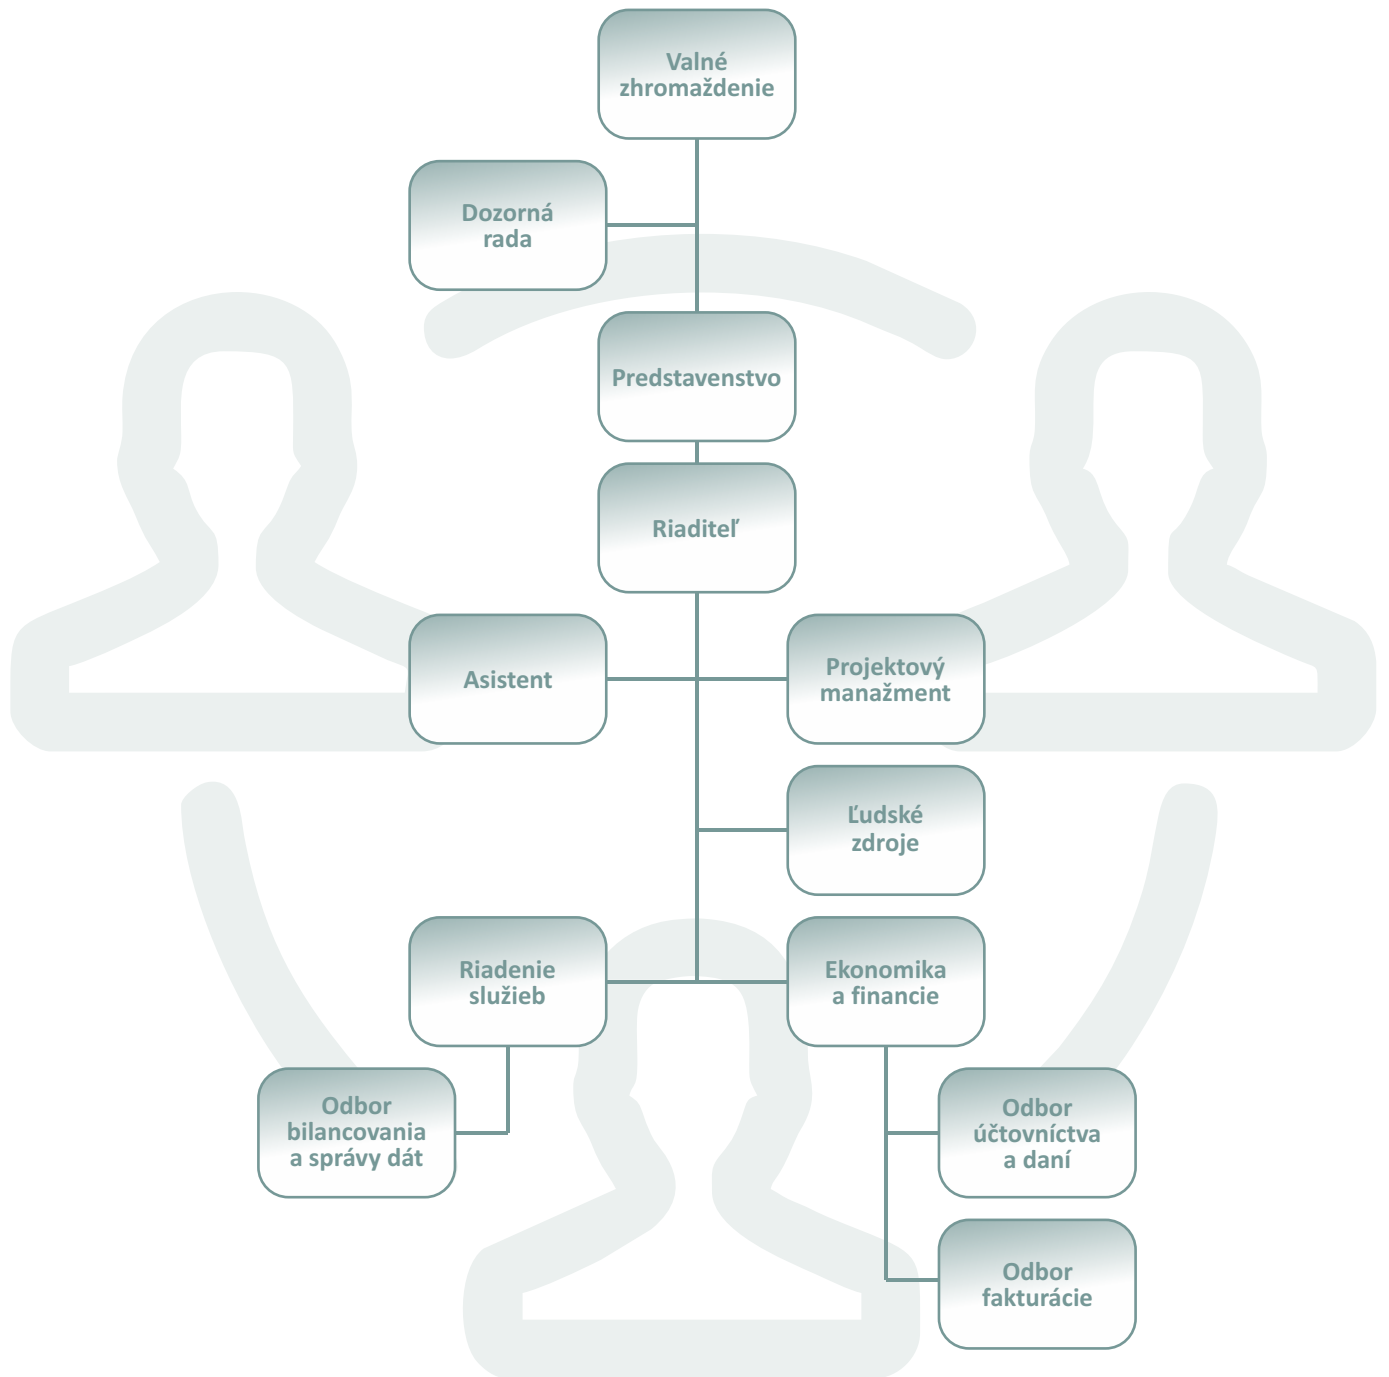 Valné
zhromaždenie
Dozorná
rada
Predstavenstvo
Riaditeľ
Asistent
Projektový
manažment
Ľudské
zdroje
Riadenie
služieb
Ekonomika
a financie
Odbor
bilancovania
a správy dát
Odbor
účtovníctva
a daní
Odbor
fakturácie